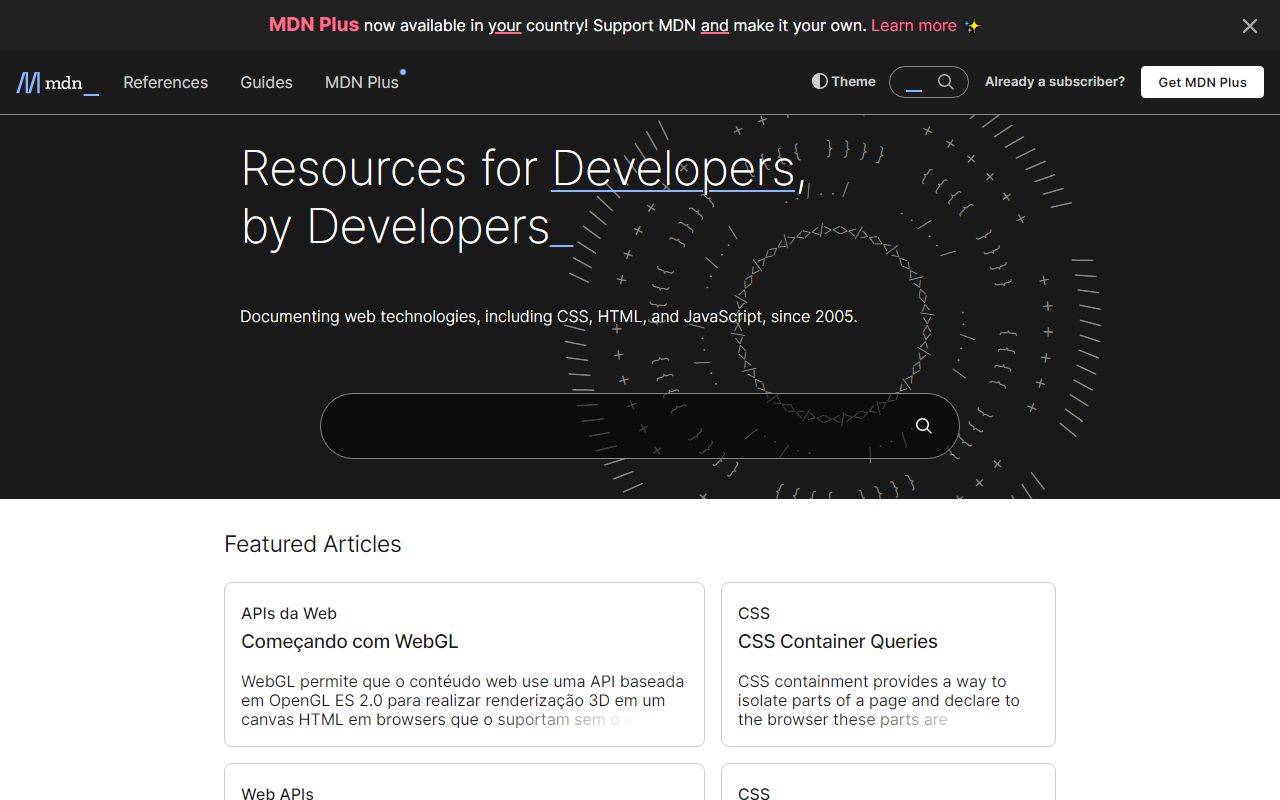 MDN Plus now available in your country! Support MDN and make it your own. Learn more ✨
mdn_
References
Guides
MDN Plus
Theme
Already a subscriber?
Get MDN Plus
Resources for Developers,
by Developers_
Documenting web technologies, including CSS, HTML, and JavaScript, since 2005.
Featured Articles
APIs da Web
Começando com WebGL
WebGL permite que o contéudo web use uma API baseada
em OpenGL ES 2.0 para realizar renderização 3D em um
canvas HTML em browsers que o suportam sem o u
CSS
CSS Container Queries
CSS containment provides a way to
isolate parts of a page and declare to
the browser these parts are
Web APIs
CSS